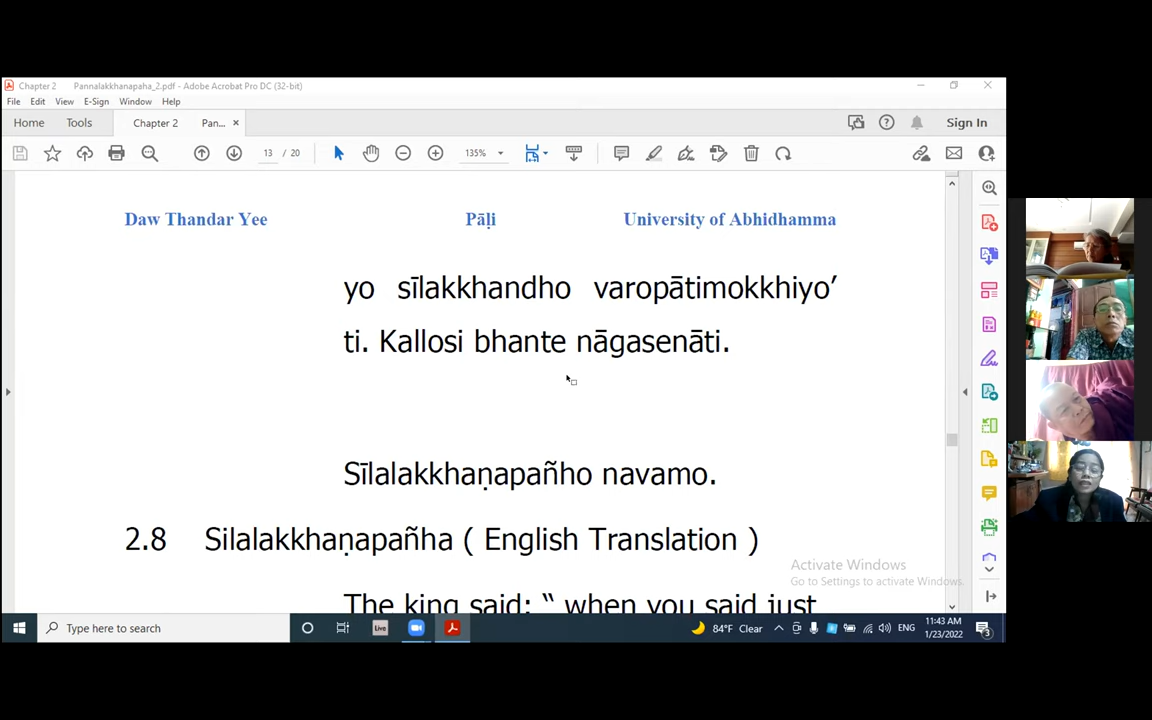 Chapter 2 Pannalakkhanapaha_2.pdf - Adobe Acrobat Pro DC (32-bit)
File Edit View E-Sign Window Help
Home Tools Chapter 2 Pan... × Sign In
13 / 20 135%
Daw Thandar Yee Pāḷi University of Abhidhamma
yo sīlakkhandho varopātimokkhiyo’
ti. Kallosi bhante nāgasenāti.
Sīlalakkhaṇapañho navamo.
2.8 Silalakkhaṇapañha ( English Translation )
Activate Windows
Go to Settings to activate Windows.
The king said: “ when you said just
Type here to search Live 84°F Clear ENG 11:43 AM
1/23/2022 3